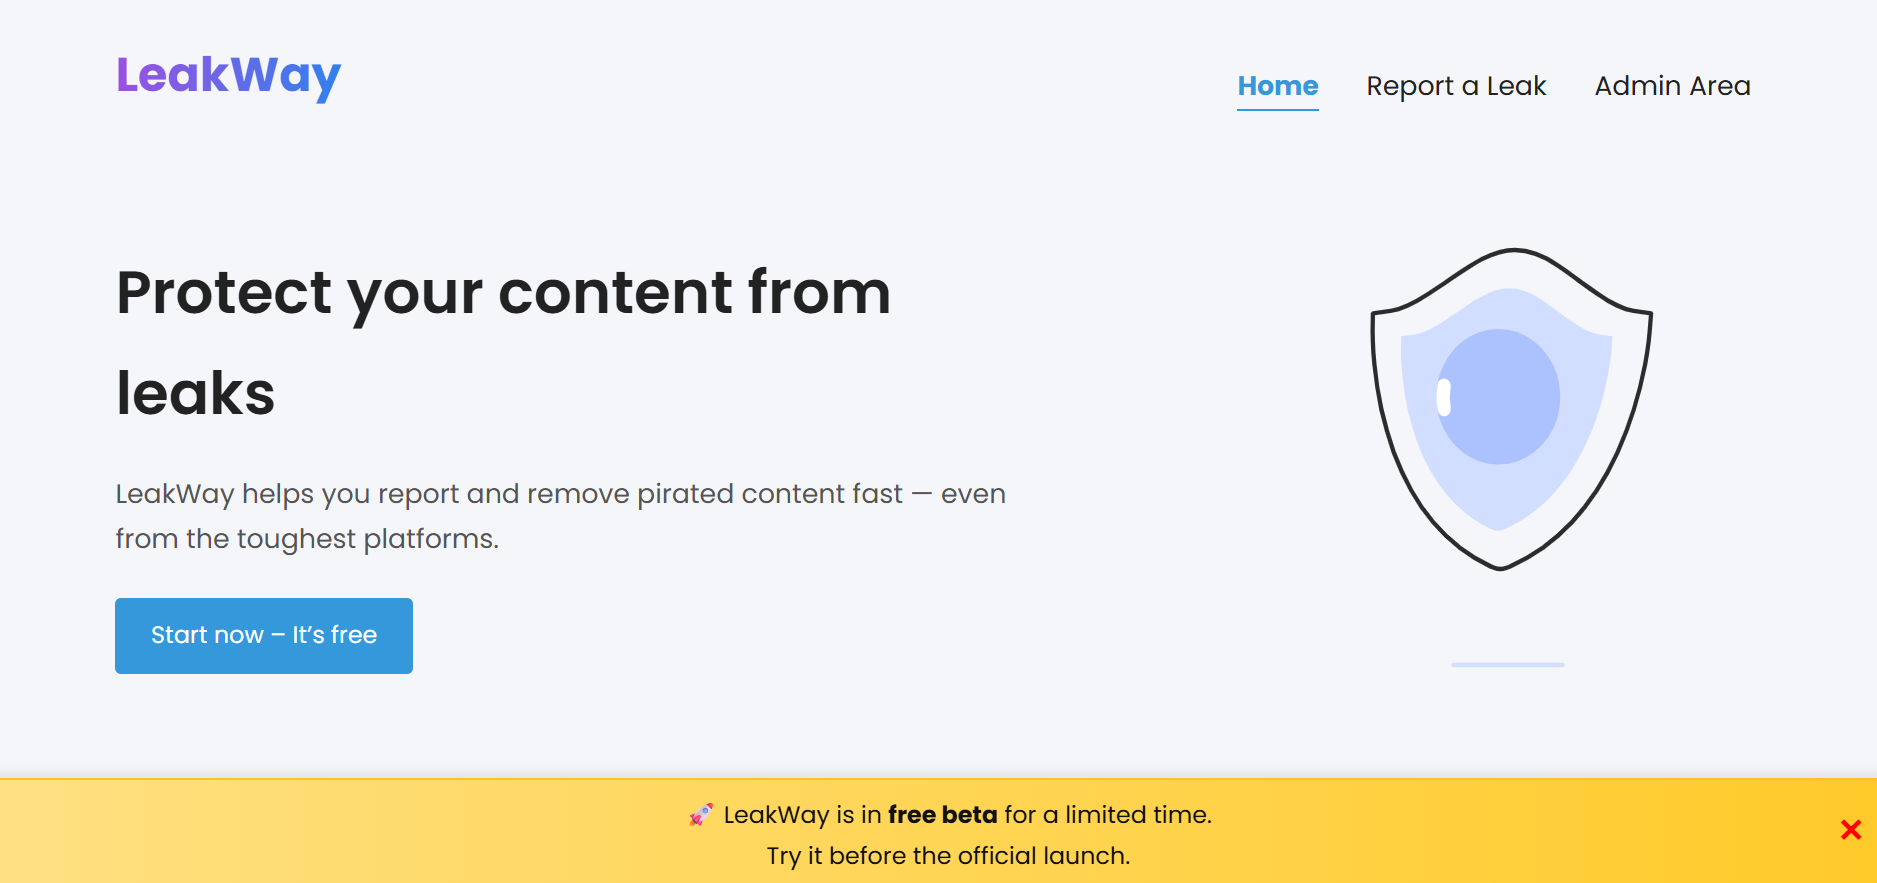 LeakWay
Home
Report a Leak
Admin Area
Protect your content from
leaks
LeakWay helps you report and remove pirated content fast — even
from the toughest platforms.
Start now – It’s free
🚀 LeakWay is in free beta for a limited time.
Try it before the official launch.
✕